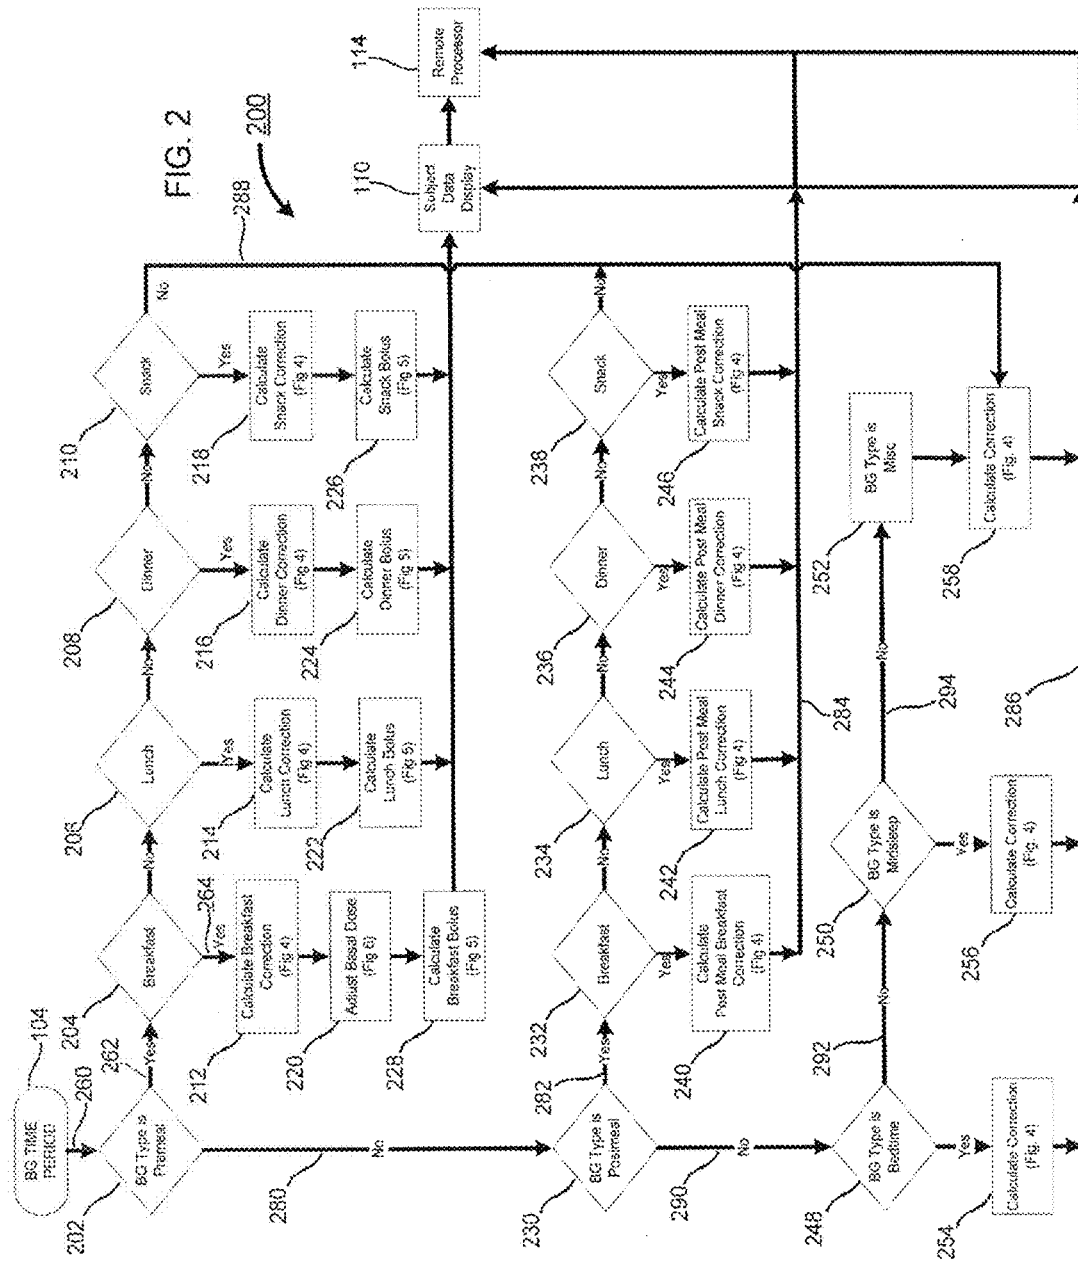 FIG. 2
200
BG TIME
PERIOD
104
260
BG Type is
Premeal
202
Yes
262
Breakfast
204
No
Lunch
206
No
Dinner
208
No
Snack
210
No
288
Yes
264
Yes
Yes
Yes
Calculate Breakfast
Correction
(Fig 4)
212
Calculate
Lunch Correction
(Fig 4)
214
Calculate
Dinner Correction
(Fig 4)
216
Calculate
Snack Correction
(Fig 4)
218
Adjust Basal Dose
(Fig 6)
220
Calculate
Lunch Bolus
(Fig 5)
222
Calculate
Dinner Bolus
(Fig 5)
224
Calculate
Snack Bolus
(Fig 5)
226
Calculate
Breakfast Bolus
(Fig 5)
228
Subject
Data
Display
110
Remote
Processor
114
280
No
BG Type is
Posmeal
230
Yes
282
Breakfast
232
No
Lunch
234
No
Dinner
236
No
Snack
238
No
Yes
Yes
Yes
Yes
Calculate
Post Meal Breakfast
Correction
(Fig 4)
240
Calculate Post Meal
Lunch Correction
(Fig 4)
242
Calculate Post Meal
Dinner Correction
(Fig 4)
244
Calculate Post Meal
Snack Correction
(Fig 4)
246
284
290
No
BG Type is
Bedtime
248
292
No
BG Type is
Midsleep
250
294
No
BG Type is
Misc
252
Yes
Yes
Calculate Correction
(Fig. 4)
254
Calculate Correction
(Fig. 4)
256
Calculate Correction
(Fig. 4)
258
286